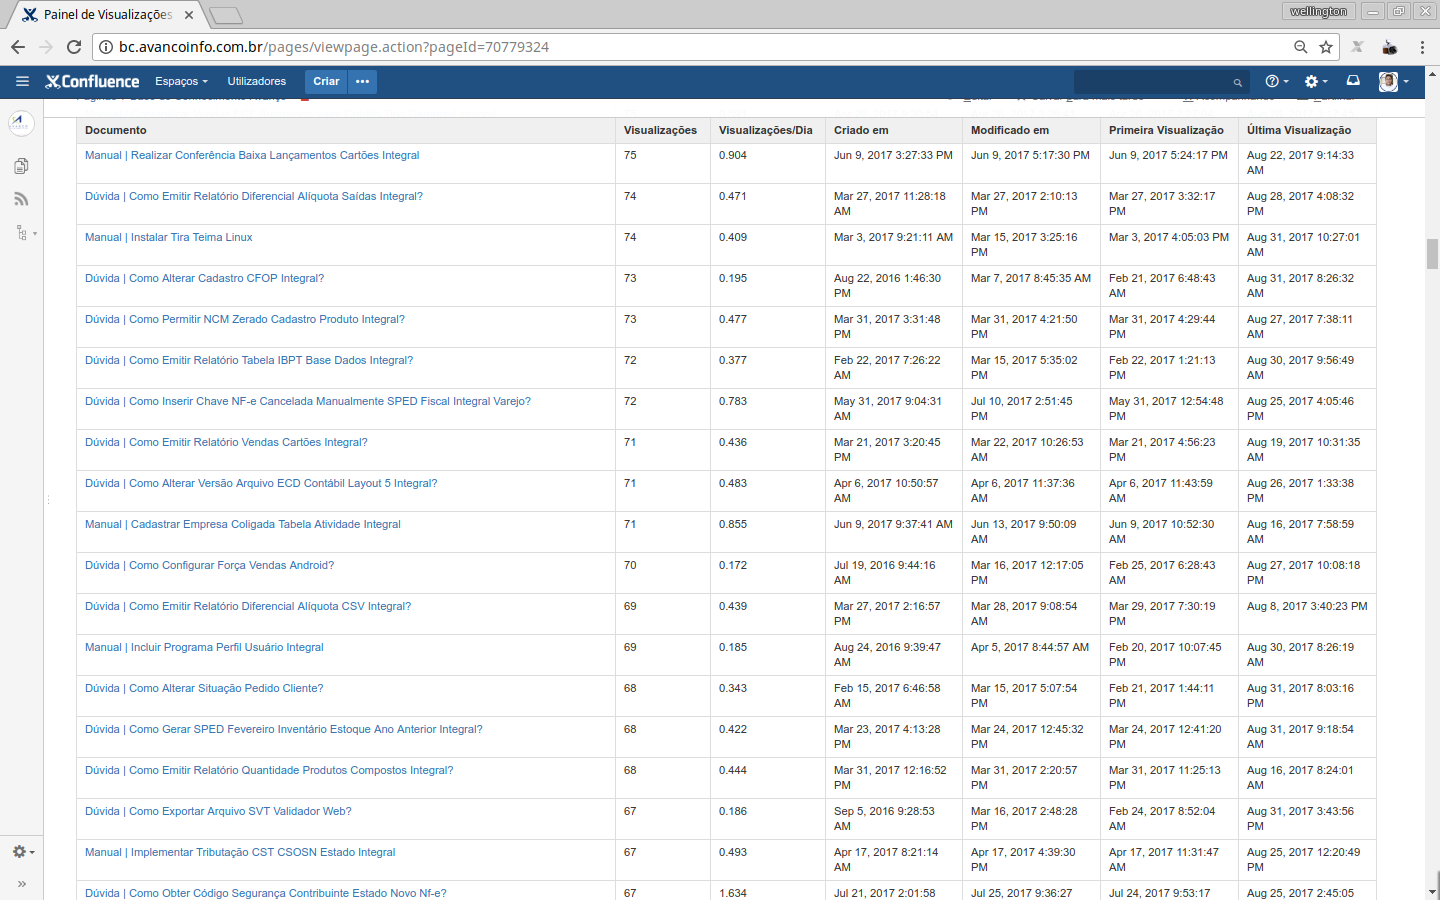 Painel de Visualizações
wellington
bc.avancoinfo.com.br/pages/viewpage.action?pageId=70779324
Confluence Espaços Utilizadores Criar •••
Documento Visualizações Visualizações/Dia Criado em Modificado em Primeira Visualização Última Visualização
Manual | Realizar Conferência Baixa Lançamentos Cartões Integral 75 0.904 Jun 9, 2017 3:27:33 PM Jun 9, 2017 5:17:30 PM Jun 9, 2017 5:24:17 PM Aug 22, 2017 9:14:33
AM
Dúvida | Como Emitir Relatório Diferencial Alíquota Saídas Integral? 74 0.471 Mar 27, 2017 11:28:18 Mar 27, 2017 2:10:13 Mar 27, 2017 3:32:17 Aug 28, 2017 4:08:32
AM PM PM PM
Manual | Instalar Tira Teima Linux 74 0.409 Mar 3, 2017 9:21:11 AM Mar 15, 2017 3:25:16 Mar 3, 2017 4:05:03 PM Aug 31, 2017 10:27:01
PM AM
Dúvida | Como Alterar Cadastro CFOP Integral? 73 0.195 Aug 22, 2016 1:46:30 Mar 7, 2017 8:45:35 AM Feb 21, 2017 6:48:43 Aug 31, 2017 8:26:32
PM AM AM
Dúvida | Como Permitir NCM Zerado Cadastro Produto Integral? 73 0.477 Mar 31, 2017 3:31:48 Mar 31, 2017 4:21:50 Mar 31, 2017 4:29:44 Aug 27, 2017 7:38:11
PM PM PM AM
Dúvida | Como Emitir Relatório Tabela IBPT Base Dados Integral? 72 0.377 Feb 22, 2017 7:26:22 Mar 15, 2017 5:35:02 Feb 22, 2017 1:21:13 Aug 30, 2017 9:56:49
AM PM PM AM
Dúvida | Como Inserir Chave NF-e Cancelada Manualmente SPED Fiscal Integral Varejo? 72 0.783 May 31, 2017 9:04:31 Jul 10, 2017 2:51:45 May 31, 2017 12:54:48 Aug 25, 2017 4:05:46
AM PM PM PM
Dúvida | Como Emitir Relatório Vendas Cartões Integral? 71 0.436 Mar 21, 2017 3:20:45 Mar 22, 2017 10:26:53 Mar 21, 2017 4:56:23 Aug 19, 2017 10:31:35
PM AM PM AM
Dúvida | Como Alterar Versão Arquivo ECD Contábil Layout 5 Integral? 71 0.483 Apr 6, 2017 10:50:57 Apr 6, 2017 11:37:36 Apr 6, 2017 11:43:59 Aug 26, 2017 1:33:38
AM AM AM PM
Manual | Cadastrar Empresa Coligada Tabela Atividade Integral 71 0.855 Jun 9, 2017 9:37:41 AM Jun 13, 2017 9:50:09 Jun 9, 2017 10:52:30 Aug 16, 2017 7:58:59
AM AM AM
Dúvida | Como Configurar Força Vendas Android? 70 0.172 Jul 19, 2016 9:44:16 Mar 16, 2017 12:17:05 Feb 25, 2017 6:28:43 Aug 27, 2017 10:08:18
AM PM AM PM
Dúvida | Como Emitir Relatório Diferencial Alíquota CSV Integral? 69 0.439 Mar 27, 2017 2:16:57 Mar 28, 2017 9:08:54 Mar 29, 2017 7:30:19 Aug 8, 2017 3:40:23 PM
PM AM PM
Manual | Incluir Programa Perfil Usuário Integral 69 0.185 Aug 24, 2016 9:39:47 Apr 5, 2017 8:44:57 AM Feb 20, 2017 10:07:45 Aug 30, 2017 8:26:19
AM PM AM
Dúvida | Como Alterar Situação Pedido Cliente? 68 0.343 Feb 15, 2017 6:46:58 Mar 15, 2017 5:07:54 Feb 21, 2017 1:44:11 Aug 31, 2017 8:03:16
AM PM PM PM
Dúvida | Como Gerar SPED Fevereiro Inventário Estoque Ano Anterior Integral? 68 0.422 Mar 23, 2017 4:13:28 Mar 24, 2017 12:45:32 Mar 24, 2017 12:41:20 Aug 31, 2017 9:18:54
PM PM PM AM
Dúvida | Como Emitir Relatório Quantidade Produtos Compostos Integral? 68 0.444 Mar 31, 2017 12:16:52 Mar 31, 2017 2:20:57 Mar 31, 2017 11:25:13 Aug 16, 2017 8:24:01
PM PM PM AM
Dúvida | Como Exportar Arquivo SVT Validador Web? 67 0.186 Sep 5, 2016 9:28:53 Mar 16, 2017 2:48:28 Feb 24, 2017 8:52:04 Aug 31, 2017 3:43:56
AM PM AM PM
Manual | Implementar Tributação CST CSOSN Estado Integral 67 0.493 Apr 17, 2017 8:21:14 Apr 17, 2017 4:39:30 Apr 17, 2017 11:31:47 Aug 25, 2017 12:20:49
AM PM AM PM
Dúvida | Como Obter Código Segurança Contribuinte Estado Novo Nf-e? 67 1.634 Jul 21, 2017 2:01:58 Jul 25, 2017 9:36:27 Jul 24, 2017 9:53:17 Aug 25, 2017 2:45:05